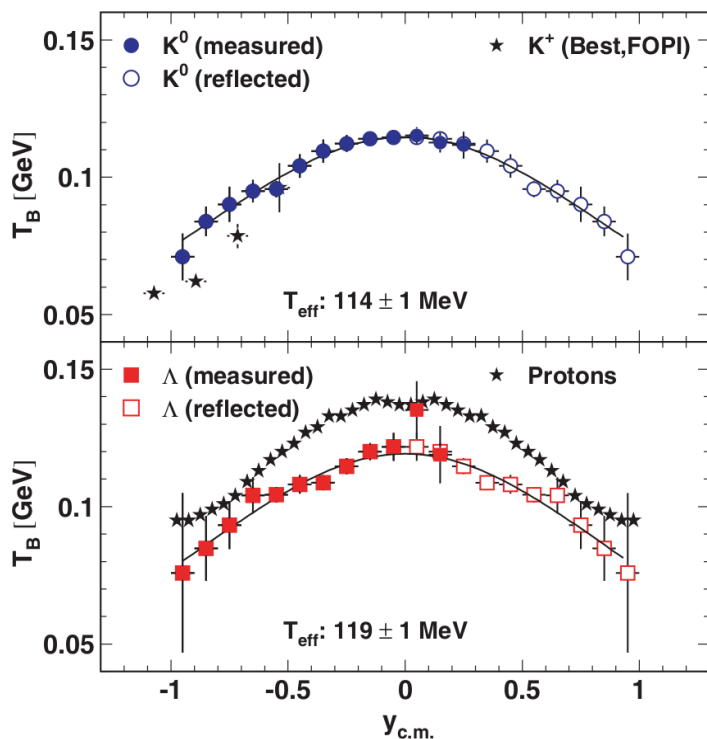 0.15
K⁰ (measured)
K⁺ (Best,FOPI)
K⁰ (reflected)
T_B [GeV]
0.1
T_eff: 114 ± 1 MeV
0.05
0.15
Λ (measured)
Protons
Λ (reflected)
T_B [GeV]
0.1
T_eff: 119 ± 1 MeV
0.05
-1 -0.5 0 0.5 1
y_c.m.